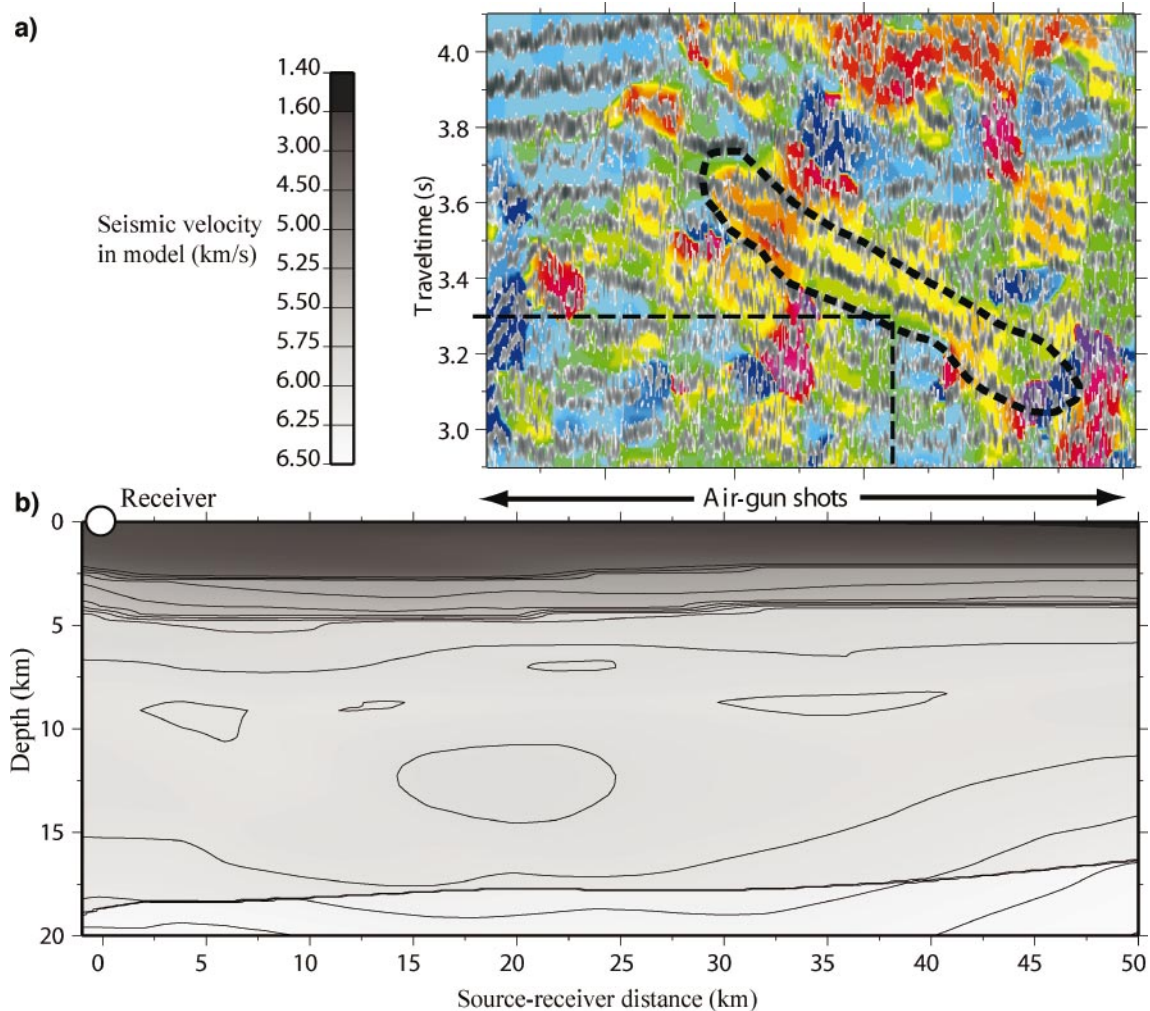 a)
1.40
1.60
3.00
4.50
5.00
5.25
5.50
5.75
6.00
6.25
6.50
Seismic velocity
in model (km/s)
Traveltime (s)
4.0
3.8
3.6
3.4
3.2
3.0
b)
Receiver
Air-gun shots
Depth (km)
0
5
10
15
20
0 5 10 15 20 25 30 35 40 45 50
Source-receiver distance (km)